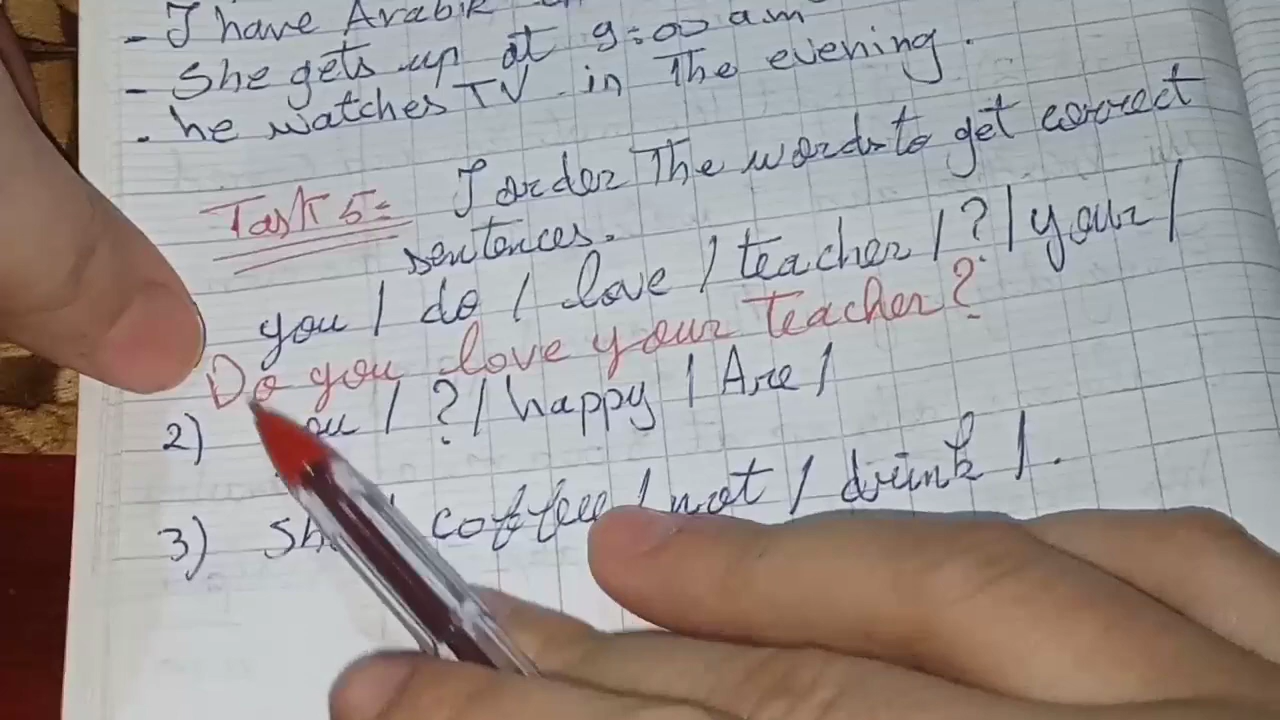 - I have Arabik
- She gets up at 9:00 am
- he watches TV in The evening.
Task 5: I order The words to get correct
sentences.
you / do / love / teacher / ? / your /
Do you love your Teacher?
2) you / ? / happy / Are /
3) coffee / not / drink / .